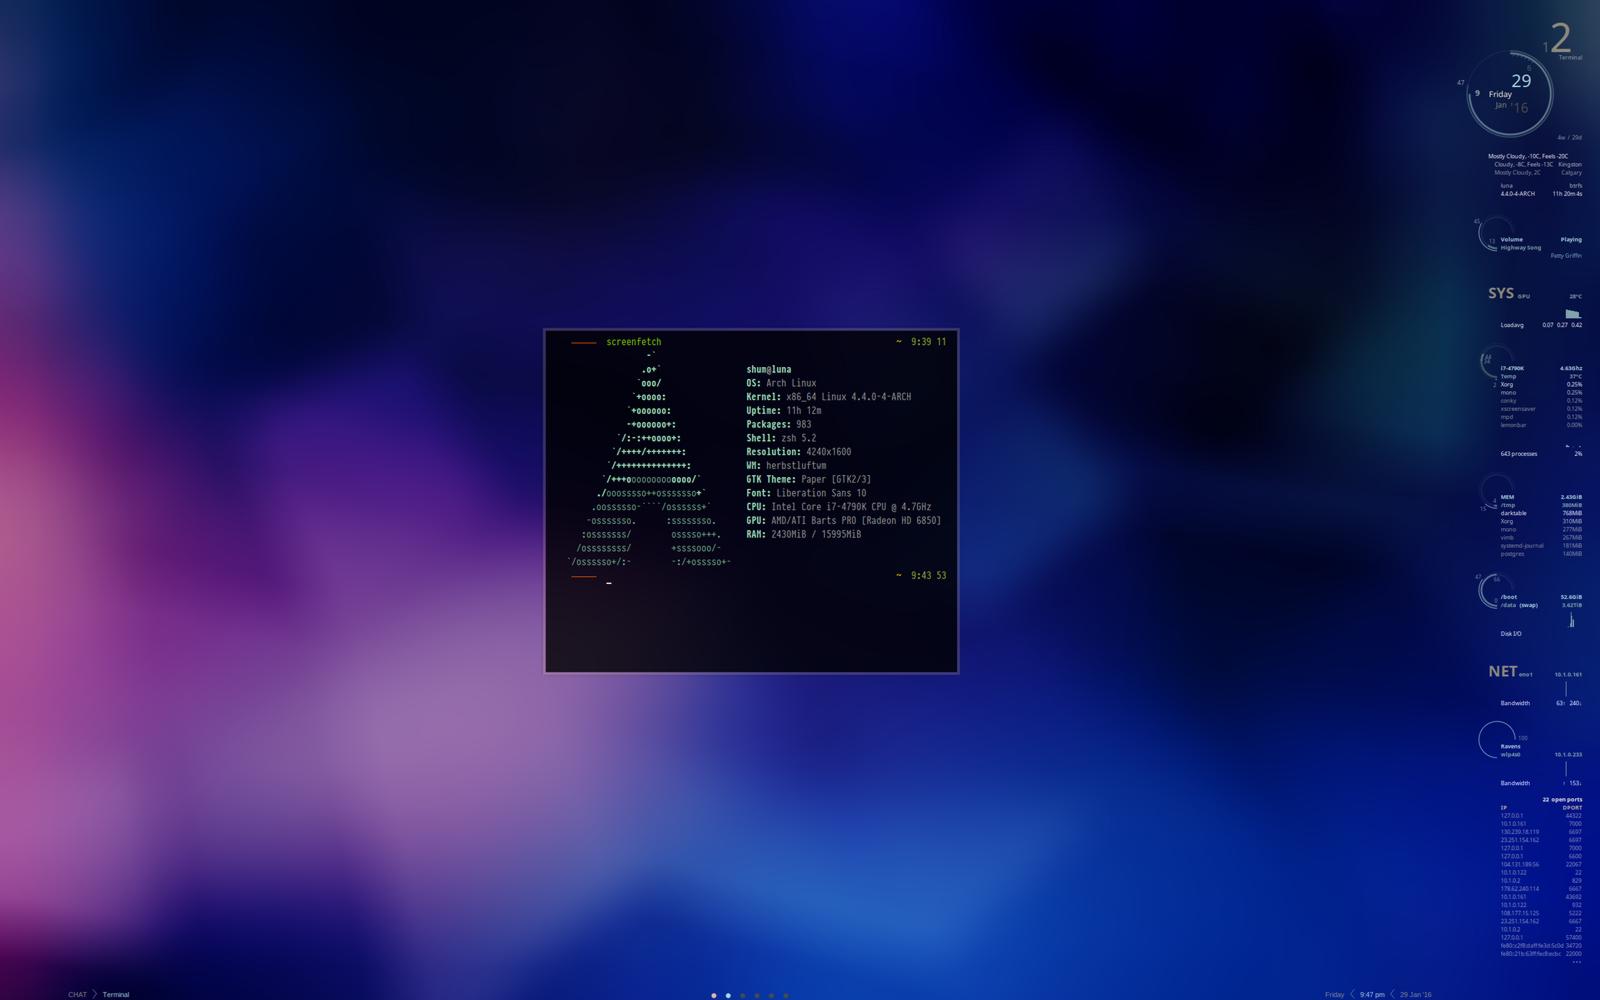 screenfetch ~ 9:39 11
shum@luna
OS: Arch Linux
Kernel: x86_64 Linux 4.4.0-4-ARCH
Uptime: 11h 12m
Packages: 983
Shell: zsh 5.2
Resolution: 4240x1600
WM: herbstluftwm
GTK Theme: Paper [GTK2/3]
Font: Liberation Sans 10
CPU: Intel Core i7-4790K CPU @ 4.7GHz
GPU: AMD/ATI Barts PRO [Radeon HD 6850]
RAM: 2430MiB / 15995MiB
~ 9:43 53
1 2
Terminal
6
47
29
9 Friday
Jan '16
4w / 29d
Mostly Cloudy, -10C, Feels -20C
Cloudy, -8C, Feels -13C Kingston
Mostly Cloudy, 2C Calgary
luna btrfs
4.4.0-4-ARCH 11h 20m 4s
45
13 Volume Playing
Highway Song
Patty Griffin
SYS GPU 28°C
Loadavg 0.07 0.27 0.42
i7-4790K 4.63Ghz
Temp 37°C
2 Xorg 0.25%
mono 0.25%
conky 0.12%
xscreensaver 0.12%
mpd 0.12%
lemonbar 0.00%
643 processes 2%
MEM 2.43GiB
4 /tmp 380MiB
15 darktable 768MiB
Xorg 310MiB
mono 277MiB
vimb 267MiB
systemd-journal 181MiB
postgres 140MiB
47
/boot 52.6GiB
/data (swap) 3.62TiB
Disk I/O
NET eno1 10.1.0.161
Bandwidth 63↑ 240↓
100
Ravens
wlp4s0 10.1.0.233
Bandwidth ↑ 153↓
22 open ports
IP DPORT
127.0.0.1 44322
10.1.0.161 7000
130.239.18.119 6697
23.251.154.162 6697
127.0.0.1 7000
127.0.0.1 6600
104.131.189.56 22067
10.1.0.122 22
10.1.0.2 829
178.62.240.114 6667
10.1.0.161 43692
10.1.0.122 932
108.177.15.125 5222
23.251.154.162 6667
10.1.0.2 22
127.0.0.1 57400
34720
22000
...
CHAT Terminal
Friday 9:47 pm 29 Jan '16